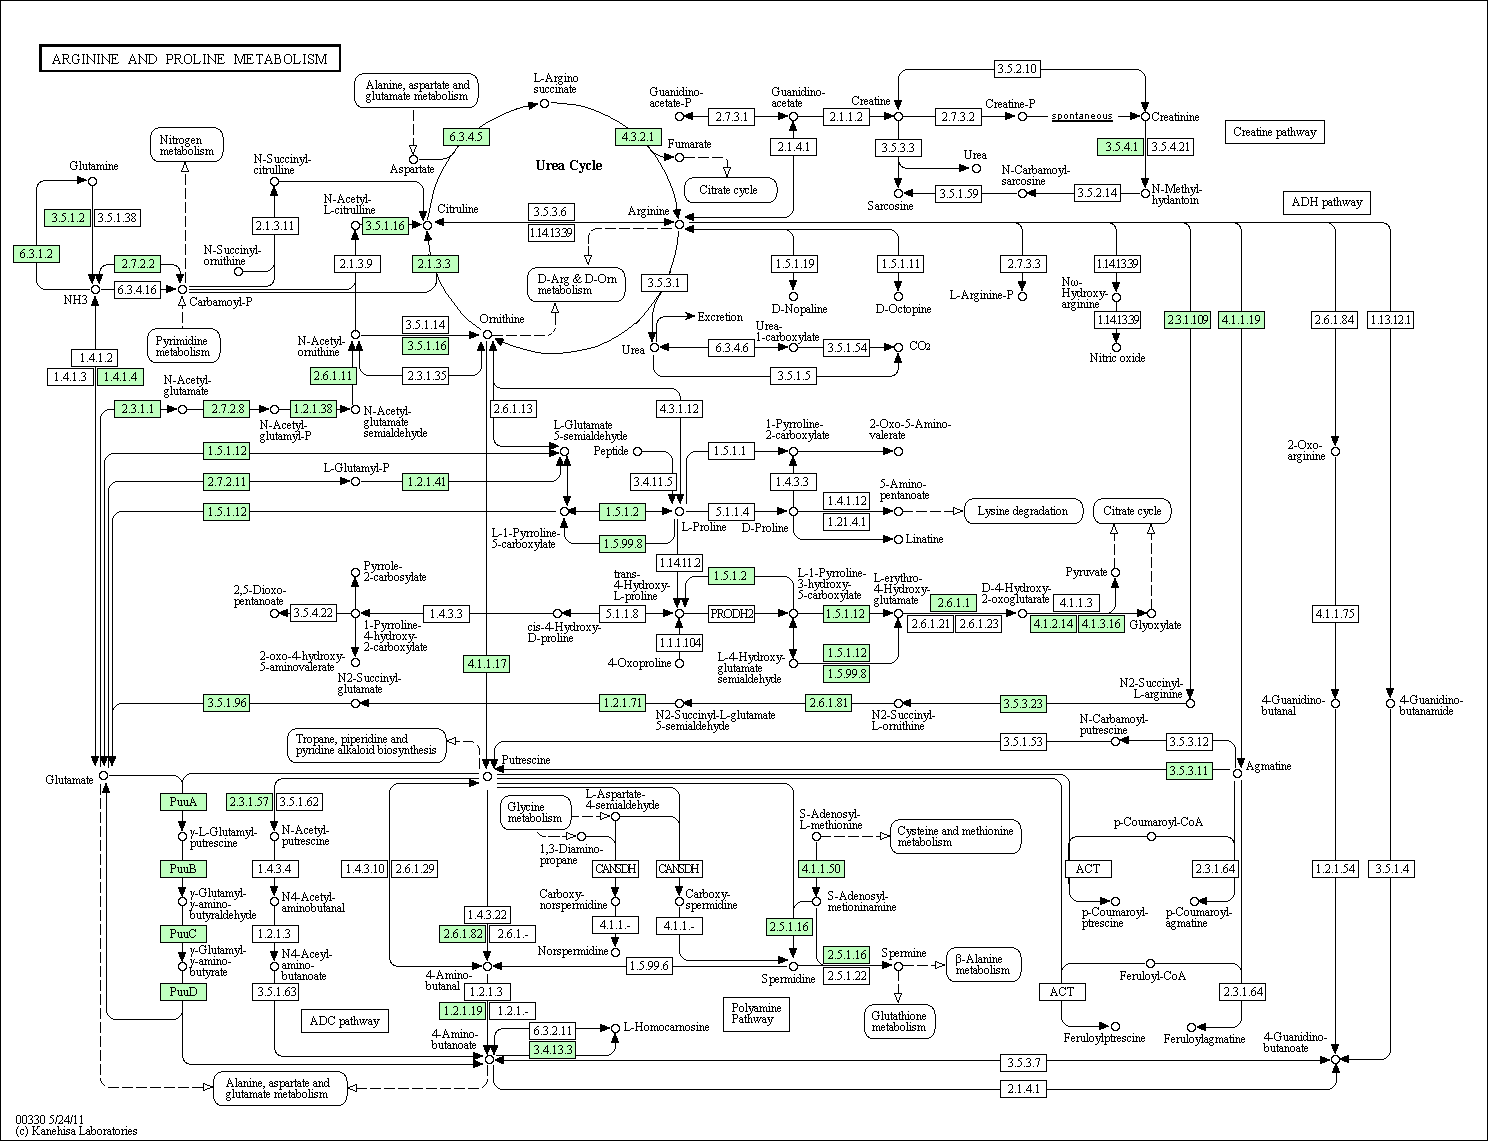 ARGININE AND PROLINE METABOLISM
Alanine, aspartate and
glutamate metabolism
L-Argino
succinate
Guanidino-
acetate-P
Guanidino-
acetate
Creatine
3.5.2.10
Creatine-P
2.7.3.1
2.1.1.2
2.7.3.2
spontaneous
Creatinine
Creatine pathway
6.3.4.5
4.3.2.1
Urea Cycle
Fumarate
2.1.4.1
3.5.3.3
Urea
3.5.4.1
3.5.4.21
Nitrogen
metabolism
Glutamine
N-Succinyl-
citrulline
Aspartate
Citrate cycle
N-Carbamoyl-
sarcosine
3.5.1.59
3.5.2.14
Sarcosine
N-Methyl-
hydantoin
ADH pathway
N-Acetyl-
L-citrulline
Citruline
3.5.3.6
1.14.13.39
Arginine
3.5.1.2
3.5.1.38
2.1.3.11
3.5.1.16
6.3.1.2
2.7.2.2
N-Succinyl-
ornithine
2.1.3.9
2.1.3.3
D-Arg & D-Orn
metabolism
3.5.3.1
1.5.1.19
1.5.1.11
2.7.3.3
1.14.13.39
NH3
6.3.4.16
Carbamoyl-P
D-Nopaline
D-Octopine
L-Arginine-P
Nω-
Hydroxy-
arginine
1.14.13.39
Nitric oxide
2.3.1.109
4.1.1.19
2.6.1.84
1.13.12.1
Pyrimidine
metabolism
Ornithine
3.5.1.14
3.5.1.16
N-Acetyl-
ornithine
Excretion
Urea-
1-carboxylate
Urea
6.3.4.6
3.5.1.54
CO2
3.5.1.5
1.4.1.2
1.4.1.3
1.4.1.4
2.6.1.11
2.3.1.35
N-Acetyl-
glutamate
2.3.1.1
2.7.2.8
1.2.1.38
N-Acetyl-
glutamyl-P
N-Acetyl-
glutamate
semialdehyde
2.6.1.13
4.3.1.12
L-Glutamate
5-semialdehyde
Peptide
1-Pyrroline-
2-carboxylate
2-Oxo-5-Amino-
valerate
2-Oxo-
arginine
1.5.1.12
1.5.1.1
L-Glutamyl-P
2.7.2.11
1.2.1.41
3.4.11.5
1.4.3.3
5-Amino-
pentanoate
1.4.1.12
1.21.4.1
1.5.1.12
1.5.1.2
5.1.1.4
L-Proline
D-Proline
Lysine degradation
Citrate cycle
L-1-Pyrroline-
5-carboxylate
1.5.99.8
Linatine
1.14.11.2
Pyrrole-
2-carbosylate
2,5-Dioxo-
pentanoate
trans-
4-Hydroxy-
L-proline
1.5.1.2
L-1-Pyrroline-
3-hydroxy-
5-carboxylate
L-erythro-
4-Hydroxy-
glutamate
D-4-Hydroxy-
2-oxoglutarate
Pyruvate
2.6.1.1
4.1.1.3
3.5.4.22
1.4.3.3
5.1.1.8
PRODH2
1.5.1.12
2.6.1.21
2.6.1.23
4.1.2.14
4.1.3.16
Glyoxylate
4.1.1.75
1-Pyrroline-
4-hydroxy-
2-carboxylate
cis-4-Hydroxy-
D-proline
1.1.1.104
4-Oxoproline
L-4-Hydroxy-
glutamate
semialdehyde
1.5.1.12
1.5.99.8
2-oxo-4-hydroxy-
5-aminovalerate
4.1.1.17
N2-Succinyl-
glutamate
N2-Succinyl-
L-arginine
3.5.1.96
1.2.1.71
2.6.1.81
3.5.3.23
N2-Succinyl-L-glutamate
5-semialdehyde
N2-Succinyl-
L-ornithine
N-Carbamoyl-
putrescine
4-Guanidino-
butanal
4-Guanidino-
butanamide
Tropane, piperidine and
pyridine alkaloid biosynthesis
3.5.1.53
3.5.3.12
Putrescine
3.5.3.11
Agmatine
Glutamate
PuuA
2.3.1.57
3.5.1.62
Glycine
metabolism
L-Aspartate-
4-semialdehyde
S-Adenosyl-
L-methionine
Cysteine and methionine
metabolism
p-Coumaroyl-CoA
γ-L-Glutamyl-
putrescine
N-Acetyl-
putrescine
1,3-Diamino-
propane
PuuB
1.4.3.4
1.4.3.10
2.6.1.29
CANSDH
CANSDH
4.1.1.50
ACT
2.3.1.64
1.2.1.54
3.5.1.4
γ-Glutamyl-
γ-amino-
butyraldehyde
N4-Acetyl-
aminobutanal
Carboxy-
norspermidine
Carboxy-
spermidine
S-Adenosyl-
metioninamine
p-Coumaroyl-
ptrescine
p-Coumaroyl-
agmatine
1.4.3.22
PuuC
1.2.1.3
2.6.1.82
2.6.1.-
4.1.1.-
4.1.1.-
2.5.1.16
γ-Glutamyl-
γ-amino-
butyrate
N4-Aceyl-
amino-
butanoate
Norspermidine
2.5.1.16
2.5.1.22
Spermine
β-Alanine
metabolism
4-Amino-
butanal
1.5.99.6
Spermidine
Feruloyl-CoA
PuuD
3.5.1.63
1.2.1.3
1.2.1.19
1.2.1.-
ACT
2.3.1.64
ADC pathway
Polyamine
Pathway
Glutathione
metabolism
4-Amino-
butanoate
6.3.2.11
3.4.13.3
L-Homocarnosine
Feruloylptrescine
Feruloylagmatine
4-Guanidino-
butanoate
3.5.3.7
2.1.4.1
Alanine, aspartate and
glutamate metabolism
00330 5/24/11
(c) Kanehisa Laboratories